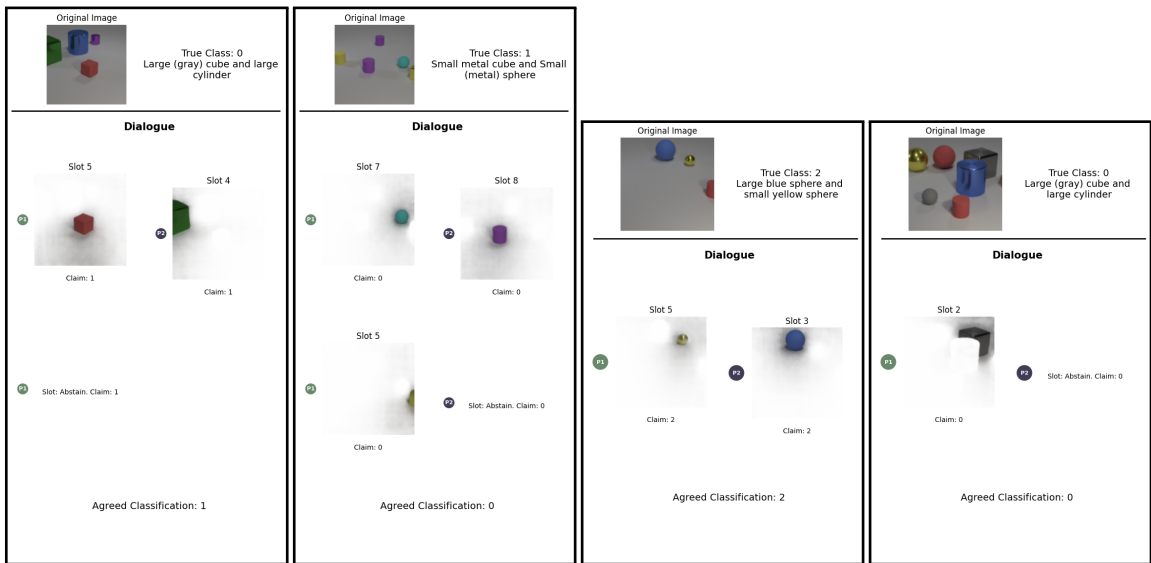 Original Image
True Class: 0
Large (gray) cube and large
cylinder
Dialogue
Slot 5
P1
Claim: 1
Slot 4
P2
Claim: 1
P1
Slot: Abstain. Claim: 1
Agreed Classification: 1
Original Image
True Class: 1
Small metal cube and Small
(metal) sphere
Dialogue
Slot 7
P1
Claim: 0
Slot 8
P2
Claim: 0
Slot 5
P1
Claim: 0
P2
Slot: Abstain. Claim: 0
Agreed Classification: 0
Original Image
True Class: 2
Large blue sphere and
small yellow sphere
Dialogue
Slot 5
P1
Claim: 2
Slot 3
P2
Claim: 2
Agreed Classification: 2
Original Image
True Class: 0
Large (gray) cube and
large cylinder
Dialogue
Slot 2
P1
Claim: 0
P2
Slot: Abstain. Claim: 0
Agreed Classification: 0